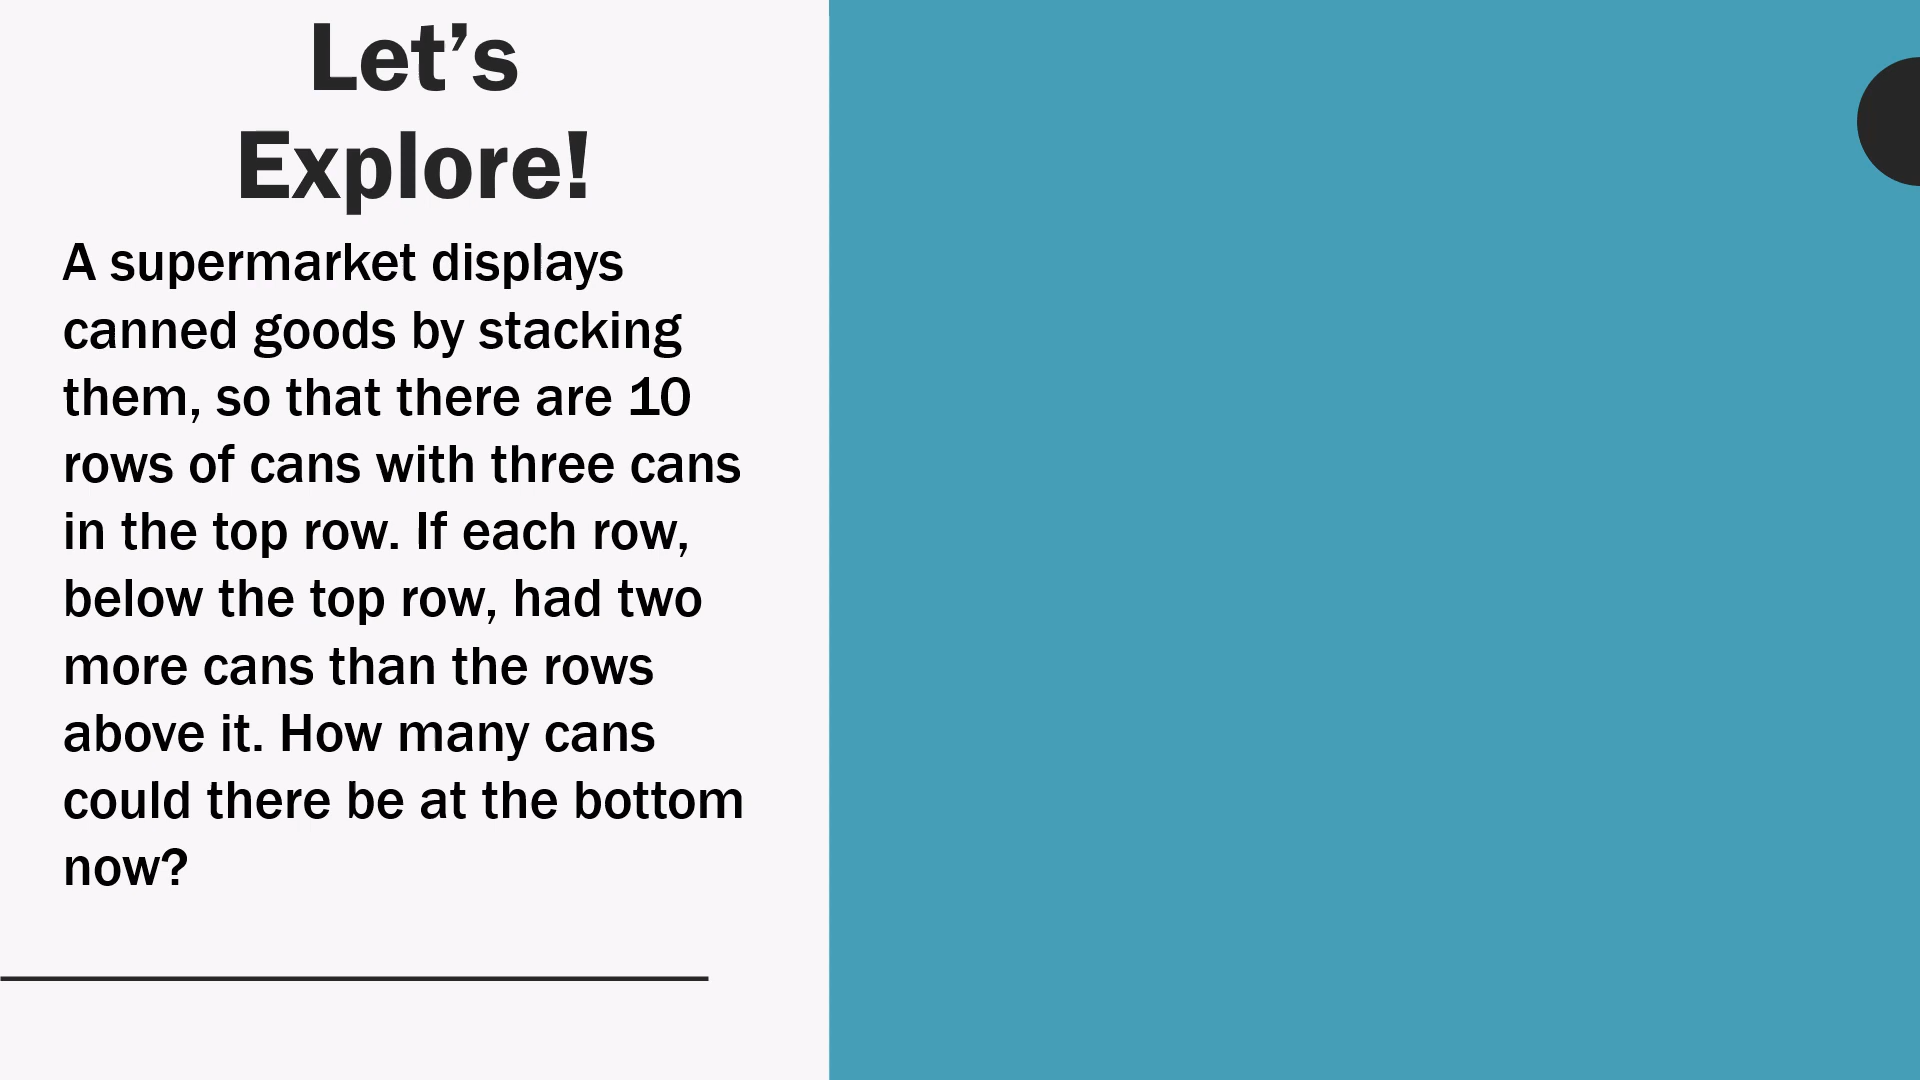 Let’s
Explore!
A supermarket displays
canned goods by stacking
them, so that there are 10
rows of cans with three cans
in the top row. If each row,
below the top row, had two
more cans than the rows
above it. How many cans
could there be at the bottom
now?